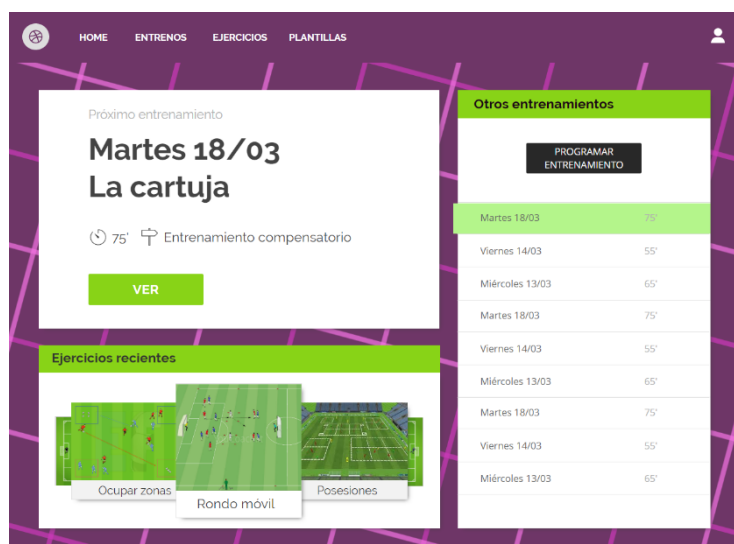 HOME ENTRENOS EJERCICIOS PLANTILLAS
Próximo entrenamiento
Martes 18/03
La cartuja
75' Entrenamiento compensatorio
VER
Ejercicios recientes
Ocupar zonas
Rondo móvil
Posesiones
Otros entrenamientos
PROGRAMAR
ENTRENAMIENTO
Martes 18/03 75'
Viernes 14/03 55'
Miércoles 13/03 65'
Martes 18/03 75'
Viernes 14/03 55'
Miércoles 13/03 65'
Martes 18/03 75'
Viernes 14/03 55'
Miércoles 13/03 65'